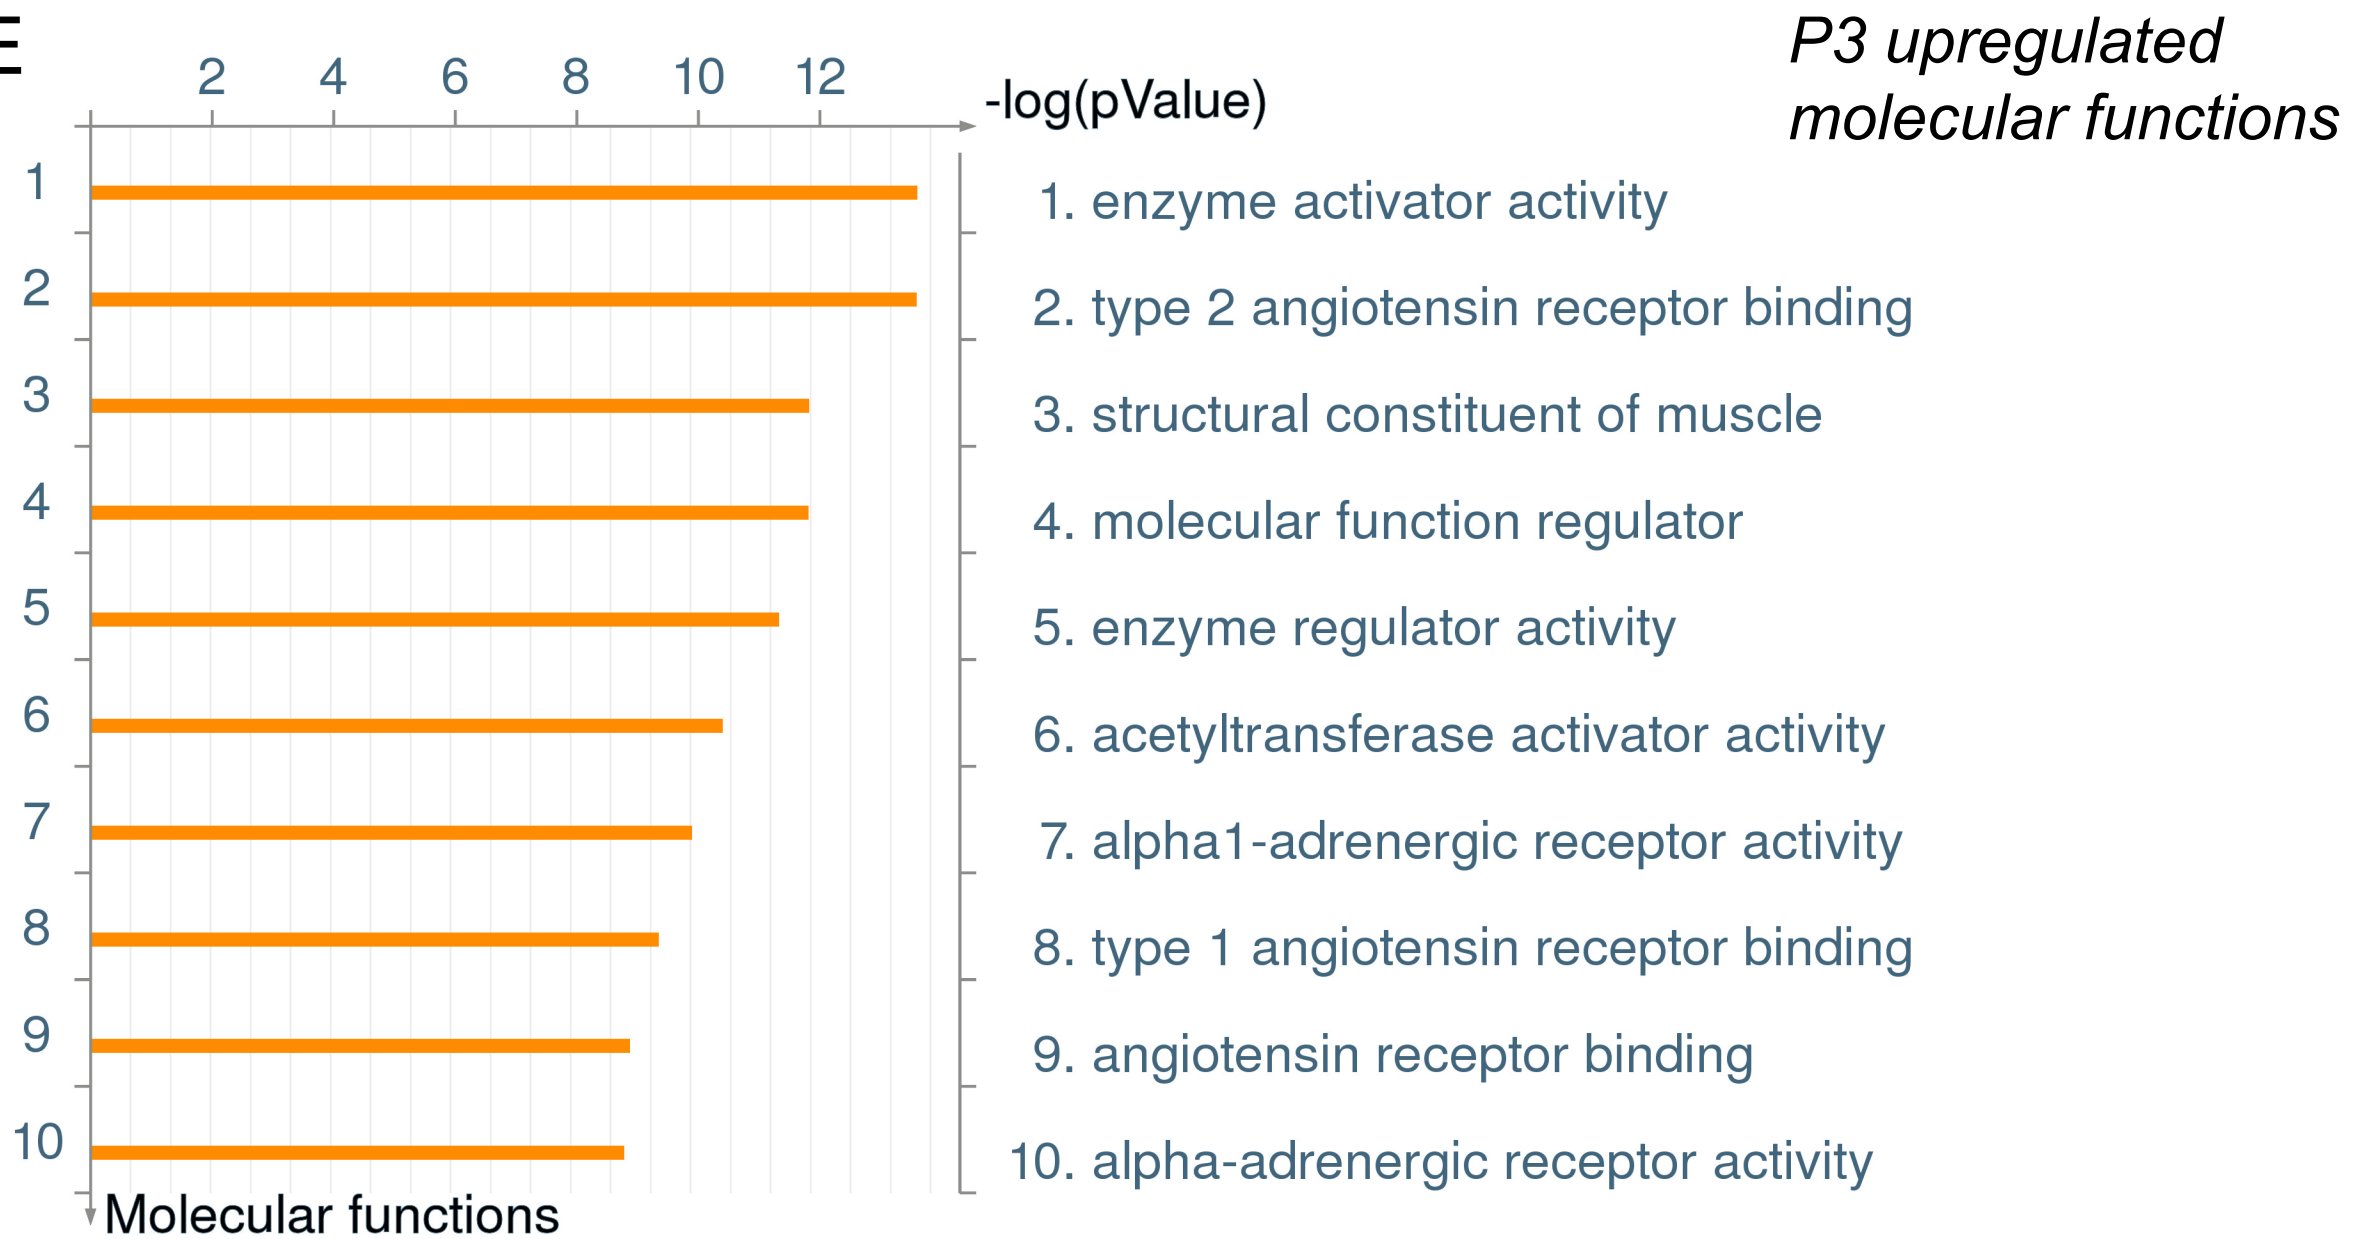 E
P3 upregulated
molecular functions
2 4 6 8 10 12
-log(pValue)
1
2
3
4
5
6
7
8
9
10
1. enzyme activator activity
2. type 2 angiotensin receptor binding
3. structural constituent of muscle
4. molecular function regulator
5. enzyme regulator activity
6. acetyltransferase activator activity
7. alpha1-adrenergic receptor activity
8. type 1 angiotensin receptor binding
9. angiotensin receptor binding
10. alpha-adrenergic receptor activity
Molecular functions